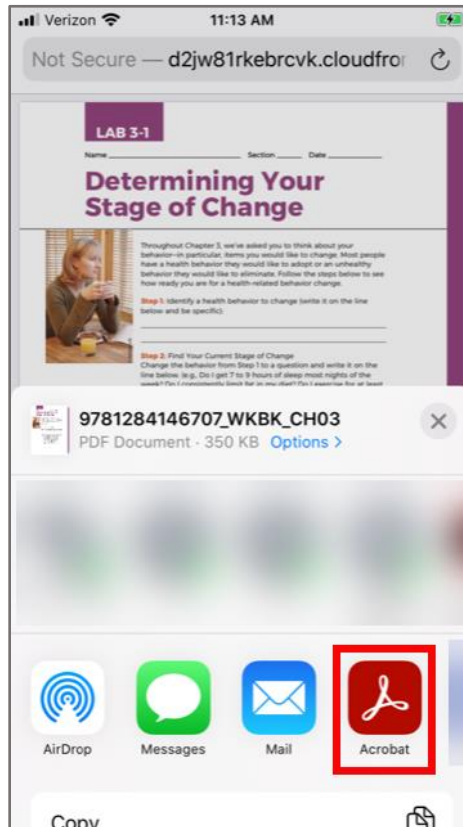 Verizon 11:13 AM
Not Secure — d2jw81rkebrcvk.cloudfror
LAB 3-1
Name Section Date
Determining Your
Stage of Change
Throughout Chapter 3, we've asked you to think about your
behavior—in particular, items you would like to change. Most people
have a health behavior they would like to adopt or an unhealthy
behavior they would like to eliminate. Follow the steps below to see
how ready you are for a health-related behavior change.
Step 1: Identify a health behavior to change (write it on the line
below and be specific):
Step 2: Find Your Current Stage of Change
Change the behavior from Step 1 to a question and write it on the
line below. (e.g., Do I get 7 to 9 hours of sleep most nights of the
week? Do I consistently limit fat in my diet? Do I exercise for at least
9781284146707_WKBK_CH03
PDF Document · 350 KB Options >
AirDrop Messages Mail Acrobat
Copy